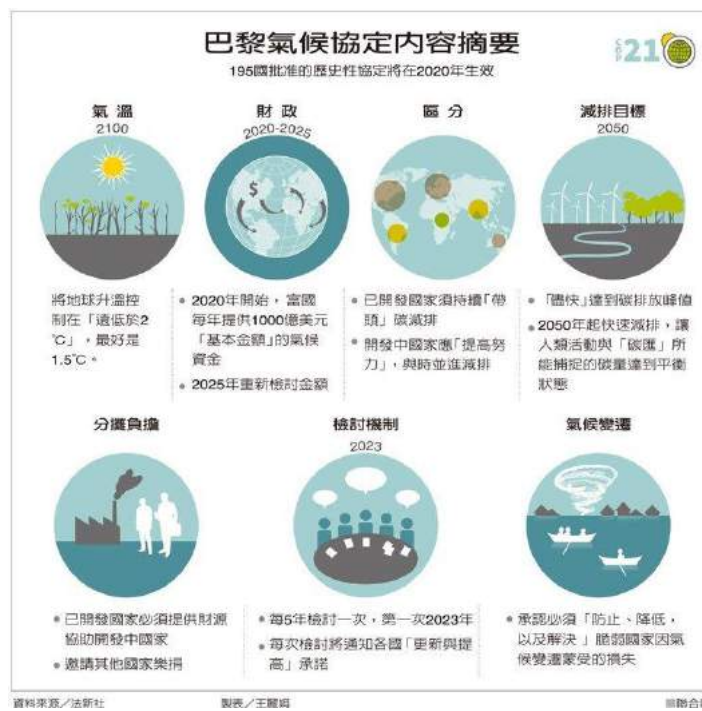 巴黎氣候協定內容摘要
195國批准的歷史性協定將在2020年生效
COP 21
氣溫
2100
將地球升溫控
制在「遠低於2
℃」，最好是
1.5℃。
財政
2020-2025
$
• 2020年開始，富國
每年提供1000億美元
「基本金額」的氣候
資金
• 2025年重新檢討金額
區分
• 已開發國家須持續「帶
頭」碳減排
• 開發中國家應「提高努
力」，與時並進減排
減排目標
2050
• 「儘快」達到碳排放峰值
• 2050年起快速減排，讓
人類活動與「碳匯」所
能捕捉的碳量達到平衡
狀態
分攤負擔
• 已開發國家必須提供財源
協助開發中國家
• 邀請其他國家樂捐
檢討機制
2023
• 每5年檢討一次，第一次2023年
• 每次檢討將通知各國「更新與提
高」承諾
氣候變遷
• 承認必須「防止、降低，
以及解決」脆弱國家因氣
候變遷蒙受的損失
資料來源／法新社
製表／王麗
■聯合